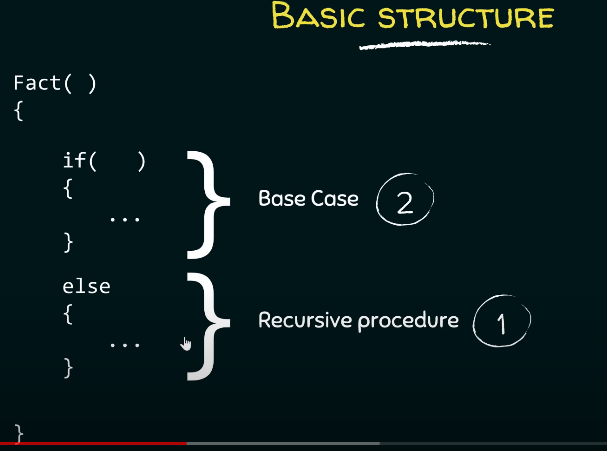 BASIC STRUCTURE
Fact( )
{
if( )
{
...
}
Base Case 2
else
{
...
}
Recursive procedure 1
}